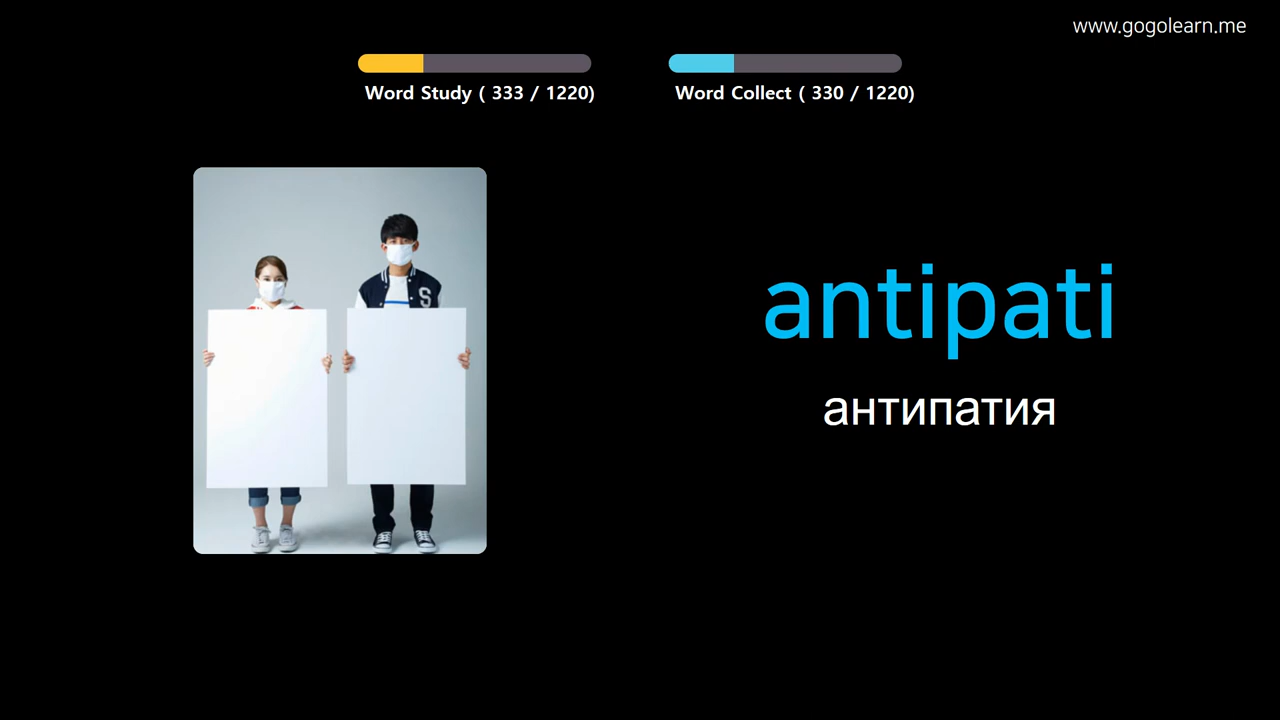 www.gogolearn.me
Word Study ( 333 / 1220)
Word Collect ( 330 / 1220)
S
antipati
антипатия